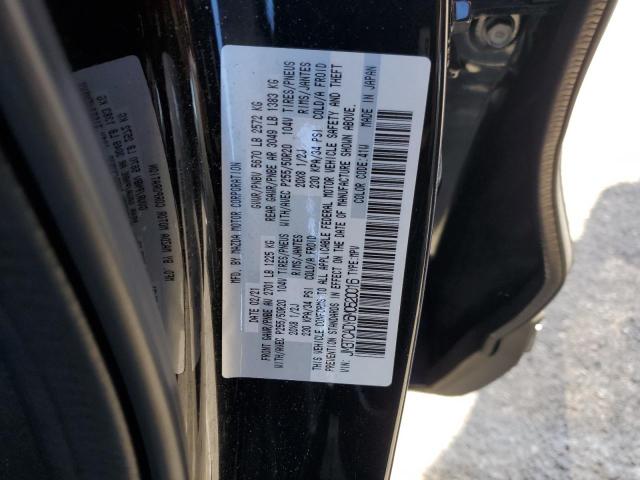 MFD. BY MAZDA MOTOR CORPORATION
DATE 02/21 GVWR/PNBV 5670 LB 2572 KG
FRONT GAWR/PNBE AV 2701 LB 1225 KG REAR GAWR/PNBE AR 3049 LB 1383 KG
WITH/AVEC P255/50R20 104V TIRES/PNEUS WITH/AVEC P255/50R20 104V TIRES/PNEUS
20X8 1/2J RIMS/JANTES 20X8 1/2J RIMS/JANTES
230 KPA/34 PSI COLD/A FROID 230 KPA/34 PSI COLD/A FROID
THIS VEHICLE CONFORMS TO ALL APPLICABLE FEDERAL MOTOR VEHICLE SAFETY AND THEFT
PREVENTION STANDARDS IN EFFECT ON THE DATE OF MANUFACTURE SHOWN ABOVE.
VIN: TYPE:MPV COLOR CODE:41W MADE IN JAPAN